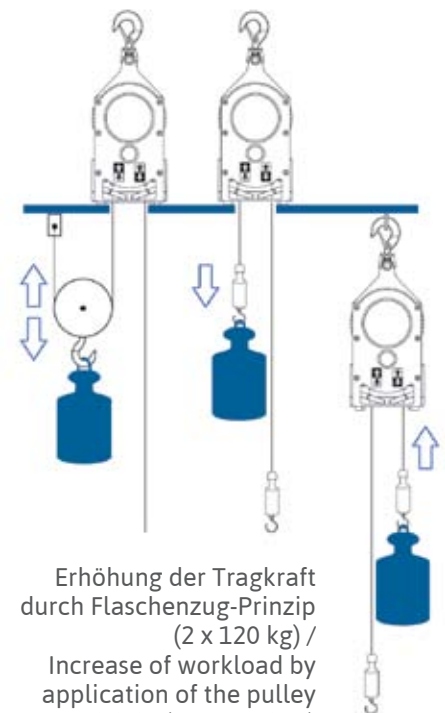 Erhöhung der Tragkraft
durch Flaschenzug-Prinzip
(2 x 120 kg) /
Increase of workload by
application of the pulley